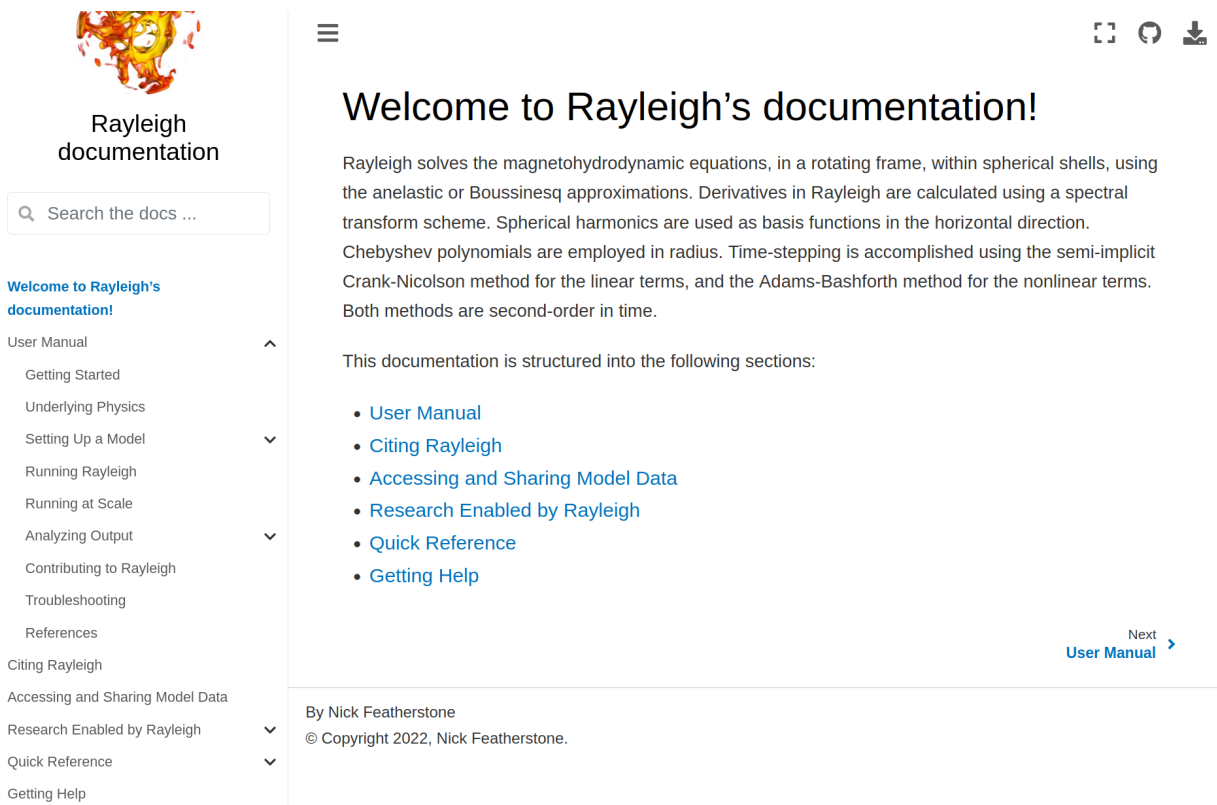 Rayleigh
documentation
Search the docs ...
Welcome to Rayleigh’s
documentation!
User Manual
Getting Started
Underlying Physics
Setting Up a Model
Running Rayleigh
Running at Scale
Analyzing Output
Contributing to Rayleigh
Troubleshooting
References
Citing Rayleigh
Accessing and Sharing Model Data
Research Enabled by Rayleigh
Quick Reference
Getting Help
Welcome to Rayleigh’s documentation!
Rayleigh solves the magnetohydrodynamic equations, in a rotating frame, within spherical shells, using
the anelastic or Boussinesq approximations. Derivatives in Rayleigh are calculated using a spectral
transform scheme. Spherical harmonics are used as basis functions in the horizontal direction.
Chebyshev polynomials are employed in radius. Time-stepping is accomplished using the semi-implicit
Crank-Nicolson method for the linear terms, and the Adams-Bashforth method for the nonlinear terms.
Both methods are second-order in time.
This documentation is structured into the following sections:
• User Manual
• Citing Rayleigh
• Accessing and Sharing Model Data
• Research Enabled by Rayleigh
• Quick Reference
• Getting Help
Next
User Manual
By Nick Featherstone
© Copyright 2022, Nick Featherstone.